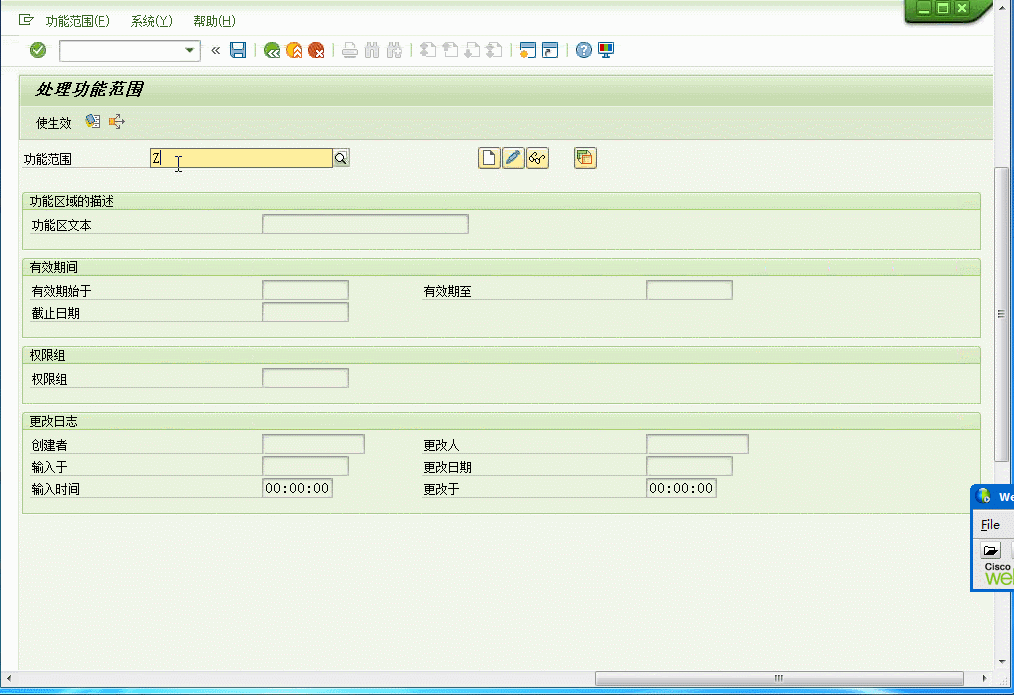 功能范围(F) 系统(Y) 帮助(H)
处理功能范围
使生效
功能范围 Z
功能区域的描述
功能区文本
有效期间
有效期始于 有效期至
截止日期
权限组
权限组
更改日志
创建者 更改人
输入于 更改日期
输入时间 00:00:00 更改于 00:00:00
We
File
Cisco
we